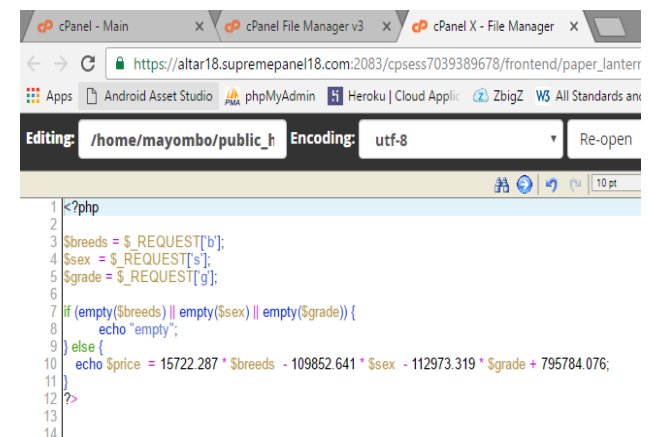 cPanel - Main
cPanel File Manager v3
cPanel X - File Manager
https://altar18.supremepanel18.com:2083/cpsess7039389678/frontend/paper_lantern
Apps Android Asset Studio phpMyAdmin Heroku | Cloud Applic ZbigZ All Standards and
Editing: /home/mayombo/public_h Encoding: utf-8 Re-open
10 pt
1 <?php
2
3 $breeds = $_REQUEST['b'];
4 $sex = $_REQUEST['s'];
5 $grade = $_REQUEST['g'];
6
7 if (empty($breeds) || empty($sex) || empty($grade)) {
8 echo "empty";
9 } else {
10 echo $price = 15722.287 * $breeds - 109852.641 * $sex - 112973.319 * $grade + 795784.076;
11 }
12 ?>
13
14